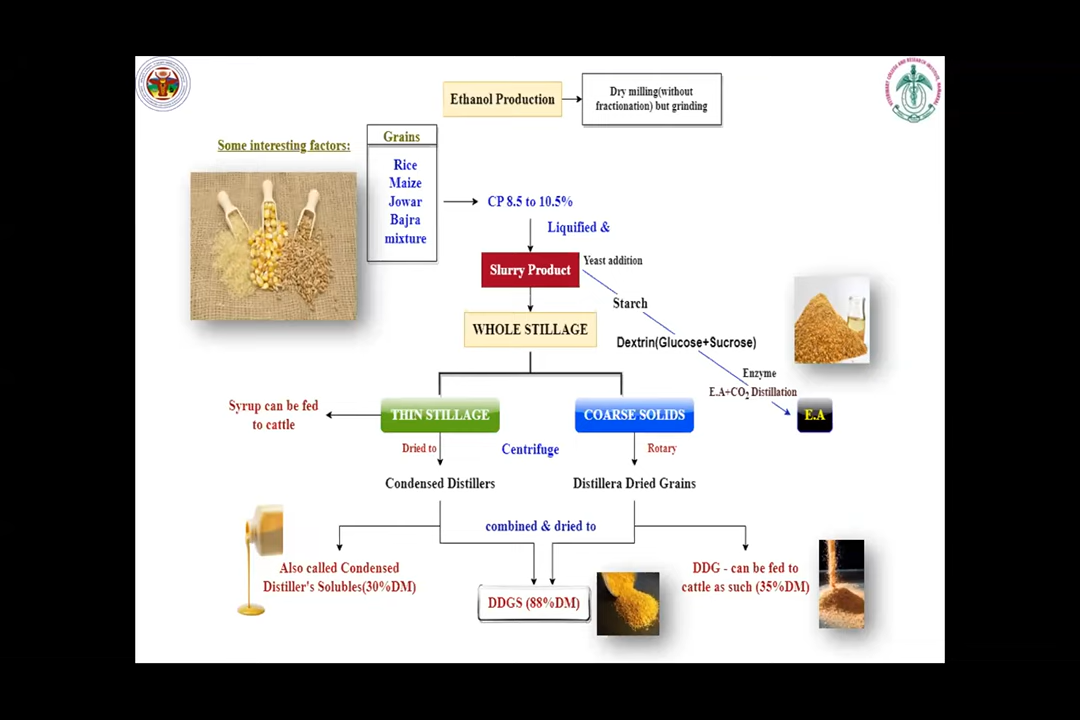 Ethanol Production
Dry milling(without
fractionation) but grinding
Some interesting factors:
Grains
Rice
Maize
Jowar
Bajra
mixture
CP 8.5 to 10.5%
Liquified &
Slurry Product
Yeast addition
Starch
WHOLE STILLAGE
Dextrin(Glucose+Sucrose)
Enzyme
E.A+CO2 Distillation
E.A
Syrup can be fed
to cattle
THIN STILLAGE
COARSE SOLIDS
Dried to
Centrifuge
Rotary
Condensed Distillers
Distillera Dried Grains
combined & dried to
Also called Condensed
Distiller's Solubles(30%DM)
DDGS (88%DM)
DDG - can be fed to
cattle as such (35%DM)